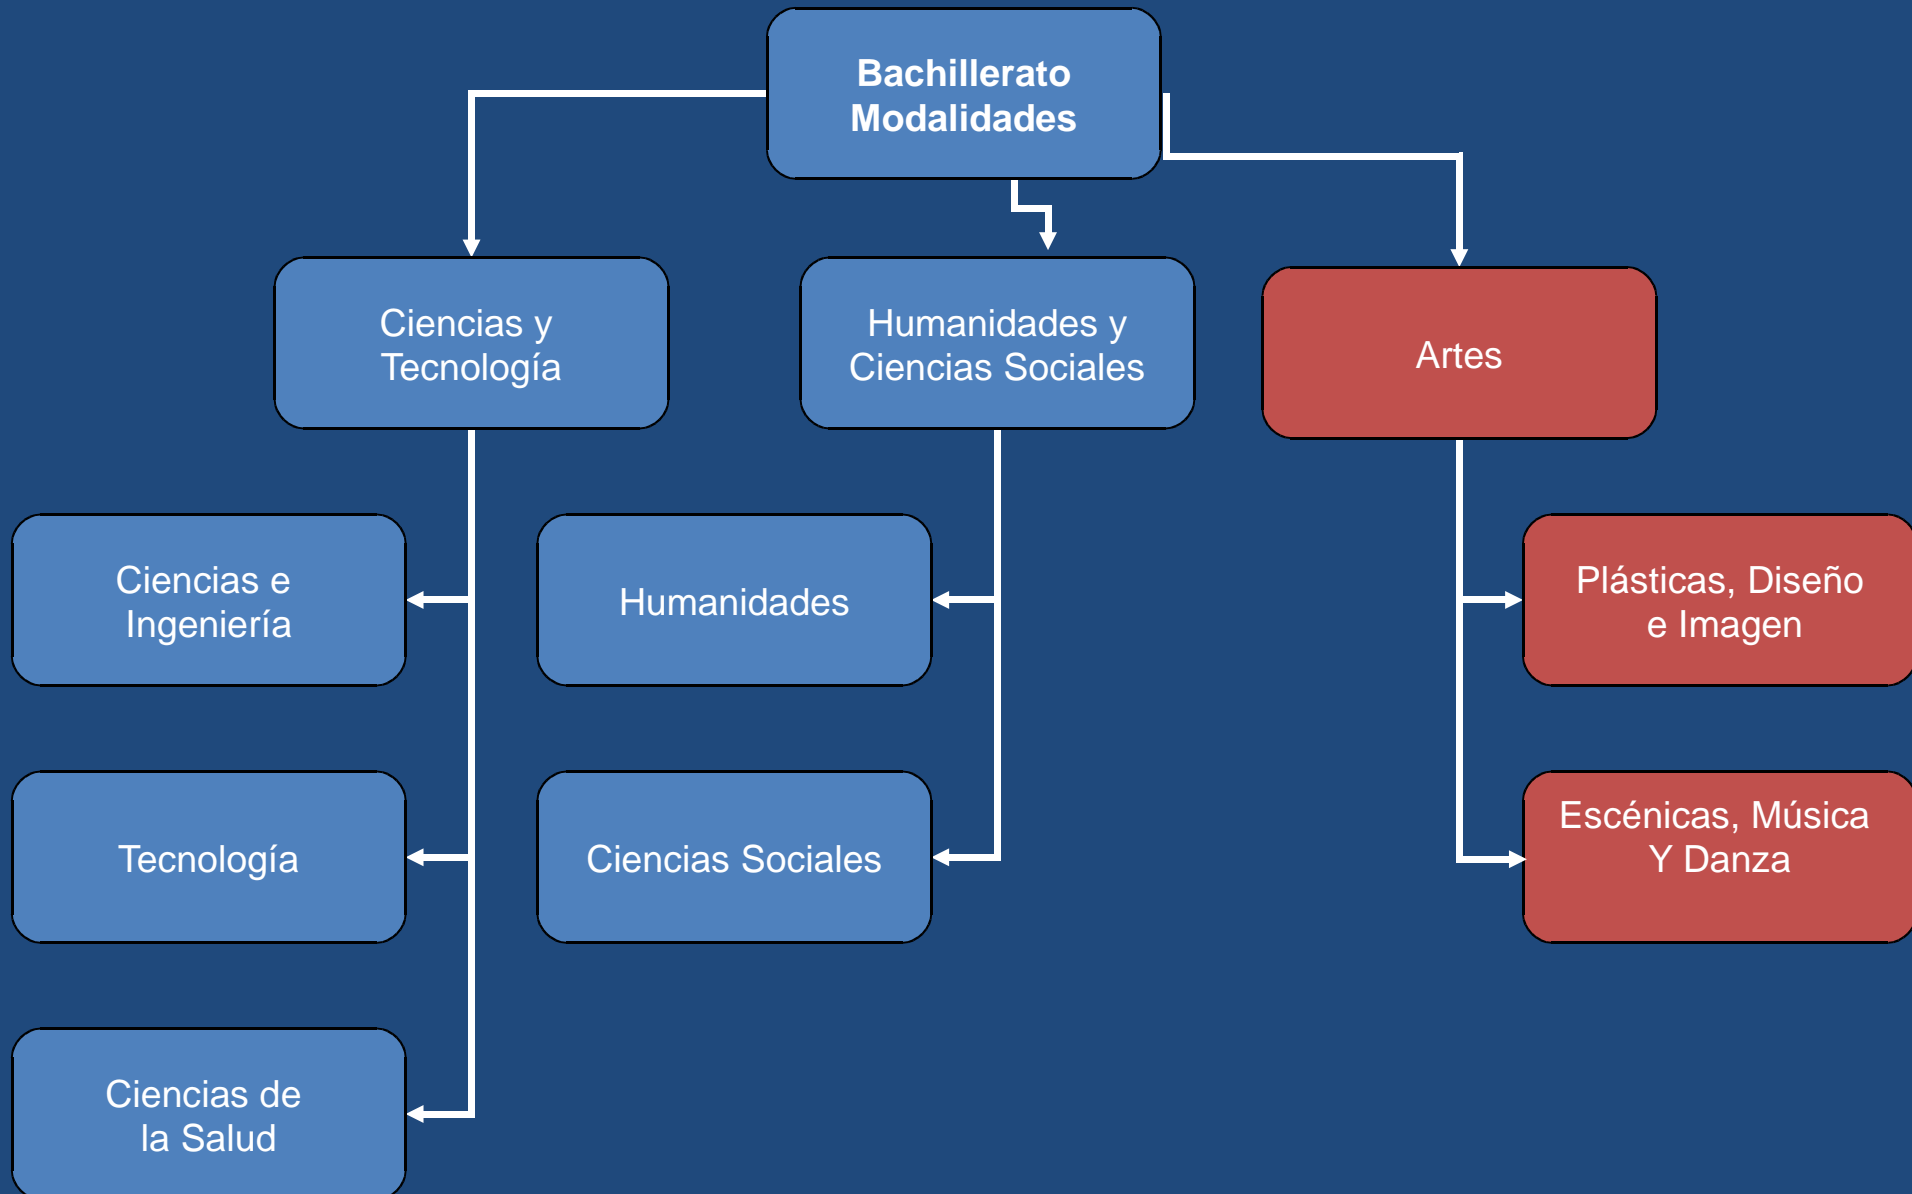 Bachillerato
Modalidades
Ciencias y
Tecnología
Humanidades y
Ciencias Sociales
Artes
Ciencias e
Ingeniería
Humanidades
Plásticas, Diseño
e Imagen
Tecnología
Ciencias Sociales
Escénicas, Música
Y Danza
Ciencias de
la Salud